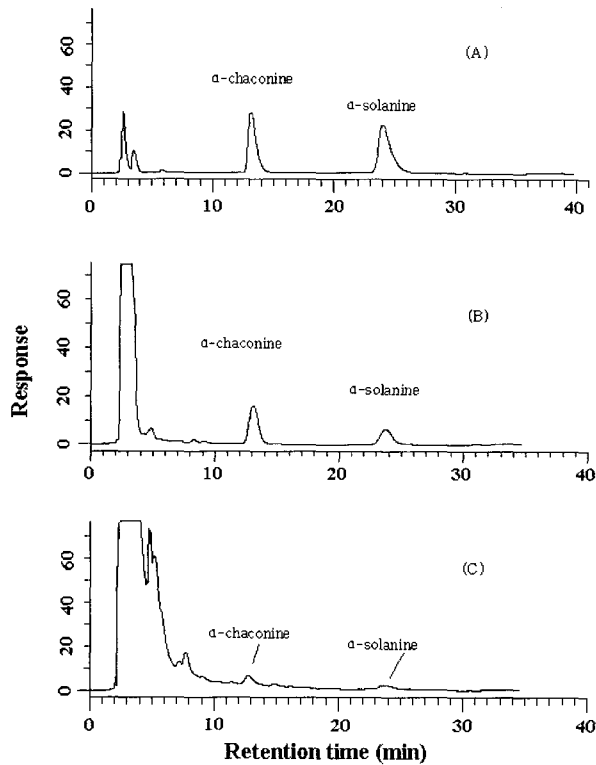 60
40
20
0
(A)
α-chaconine
α-solanine
0 10 20 30 40
60
40
20
0
(B)
α-chaconine
α-solanine
0 10 20 30 40
Response
60
40
20
0
(C)
α-chaconine
α-solanine
0 10 20 30 40
Retention time (min)